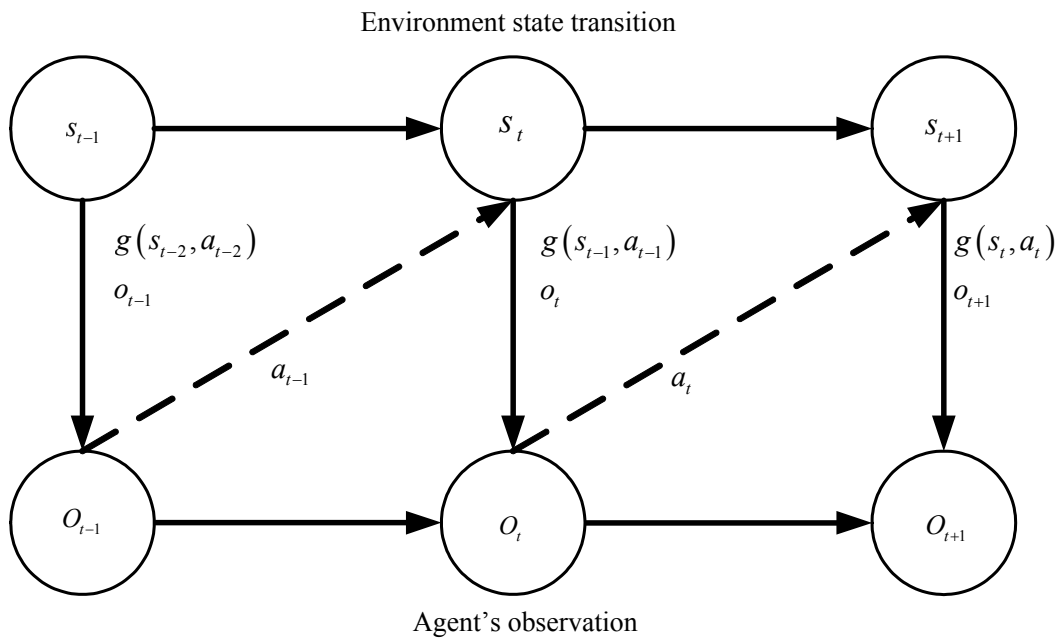 Environment state transition
s_{t-1}
s_t
s_{t+1}
g(s_{t-2}, a_{t-2})
o_{t-1}
g(s_{t-1}, a_{t-1})
o_t
g(s_t, a_t)
o_{t+1}
a_{t-1}
a_t
O_{t-1}
O_t
O_{t+1}
Agent's observation